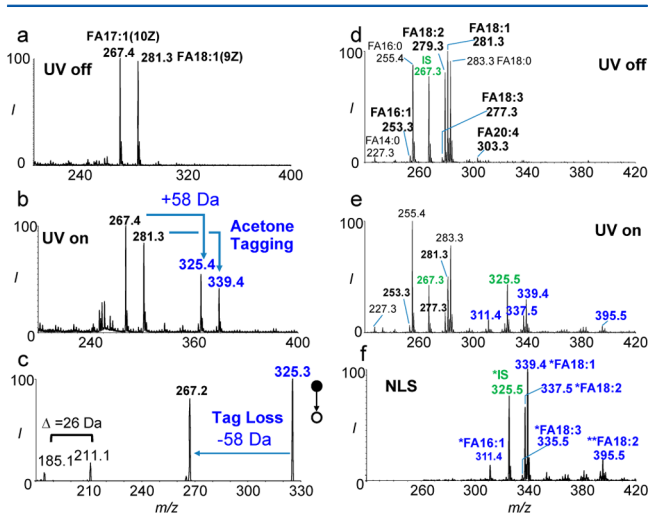 a
FA17:1(10Z)
267.4
281.3 FA18:1(9Z)
UV off
100
I
0
240
400
b
+58 Da
267.4
281.3
UV on
Acetone
Tagging
325.4
339.4
100
I
0
240
360
400
c
325.3
267.2
Tag Loss
-58 Da
Δ =26 Da
185.1
211.1
100
I
0
210
270
330
m/z
d
FA18:2
279.3
FA18:1
281.3
FA16:0
255.4
IS
267.3
283.3 FA18:0
UV off
FA16:1
253.3
FA18:3
277.3
FA14:0
227.3
FA20:4
303.3
100
I
0
260
300
340
380
420
e
255.4
283.3
UV on
281.3
267.3
325.5
339.4
253.3
277.3
337.5
227.3
311.4
395.5
100
I
0
260
300
340
380
420
f
NLS
339.4 *FA18:1
*IS
325.5
337.5 *FA18:2
*FA18:3
335.5
*FA16:1
311.4
**FA18:2
395.5
100
I
0
260
300
340
380
420
m/z